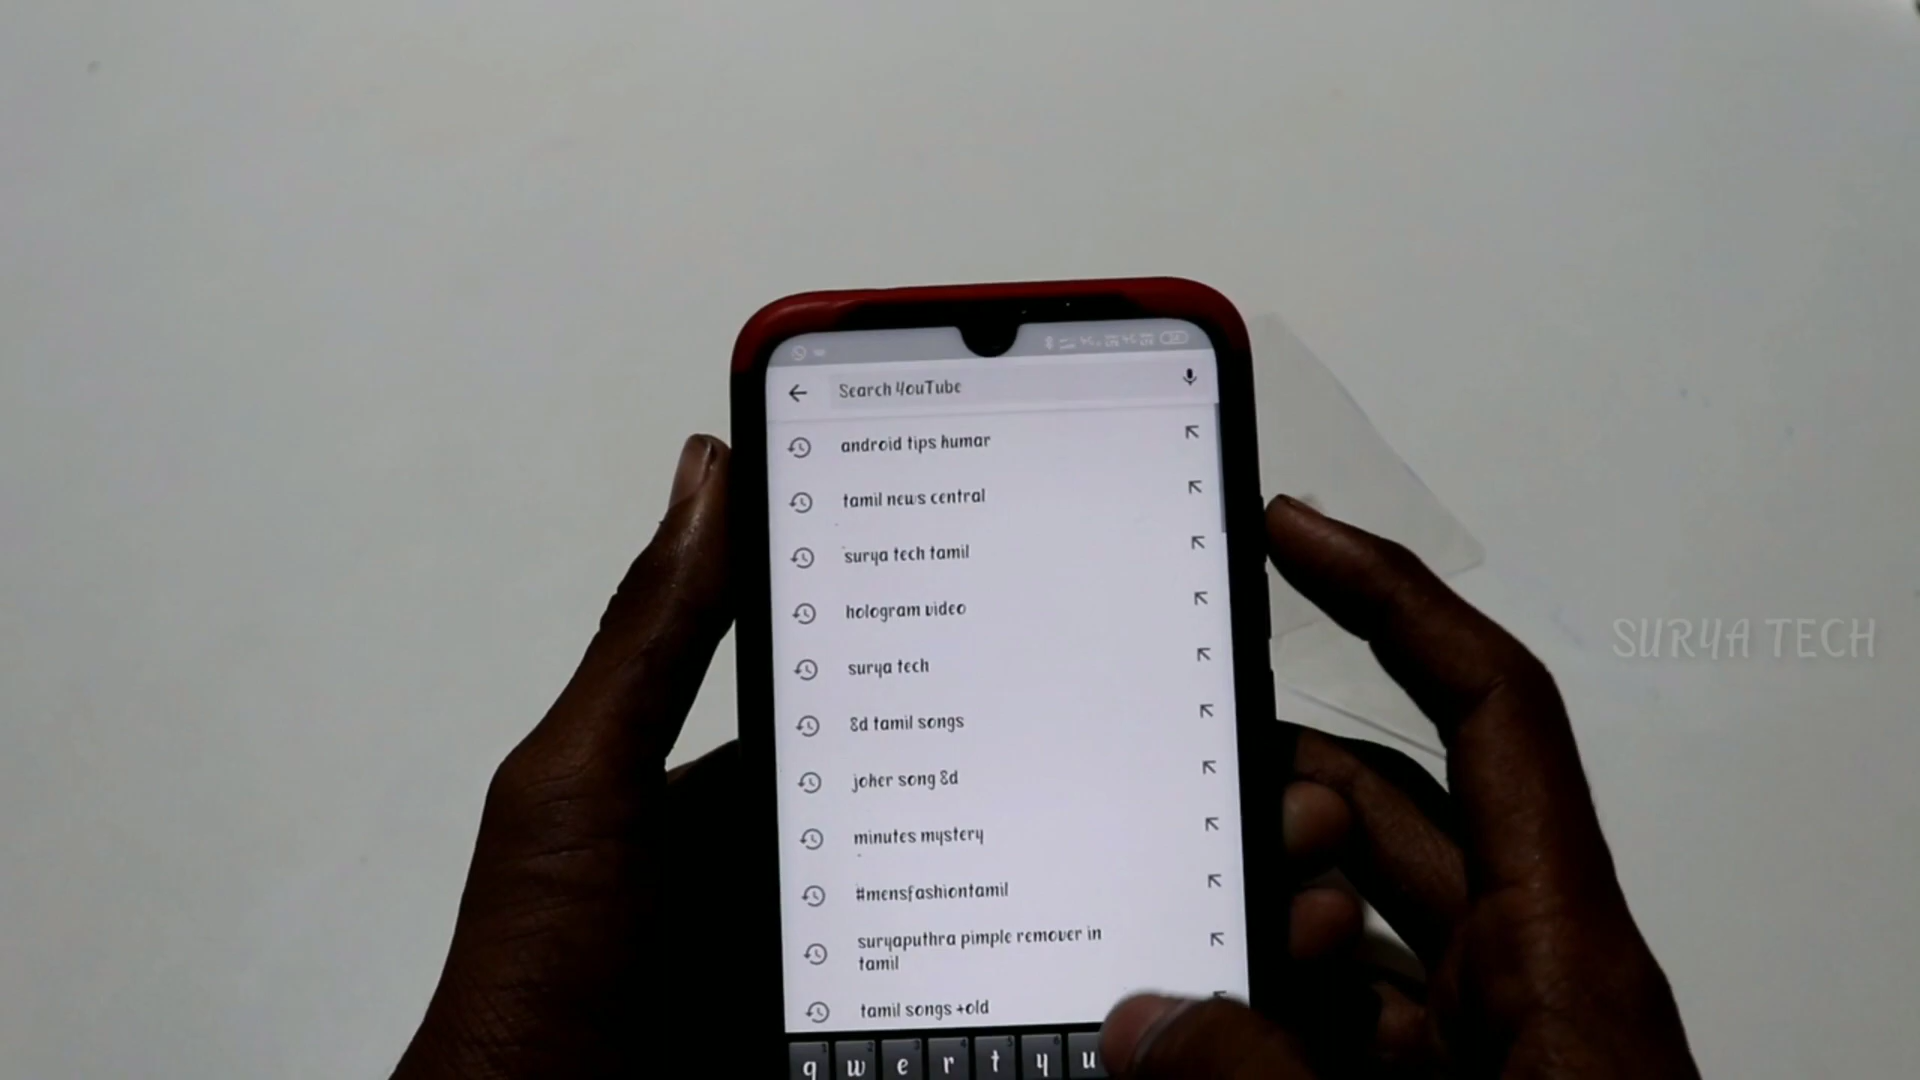 Search YouTube
android tips humar
tamil news central
surya tech tamil
hologram video
surya tech
8d tamil songs
joher song 8d
minutes mystery
#mensfashiontamil
suryaputhra pimple remover in
tamil
tamil songs +old
q w e r t y u
SURYA TECH